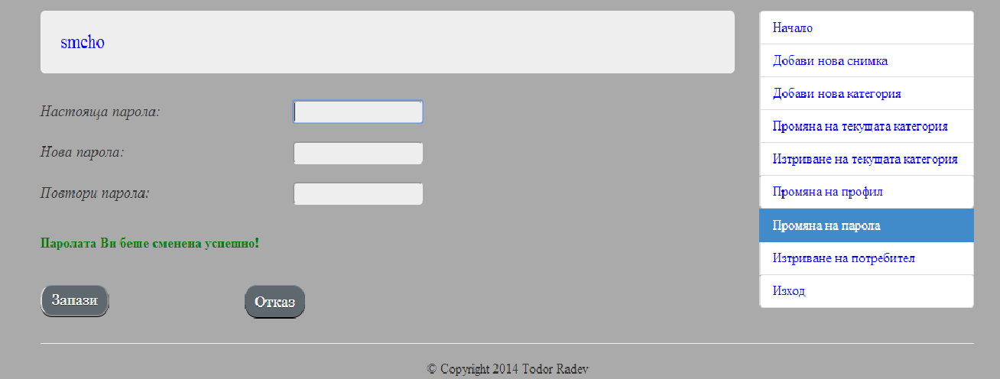 smcho
Настояща парола:
Нова парола:
Повтори парола:
Паролата Ви беше сменена успешно!
Запази
Отказ
Начало
Добави нова снимка
Добави нова категория
Промяна на текущата категория
Изтриване на текущата категория
Промяна на профил
Промяна на парола
Изтриване на потребител
Изход
© Copyright 2014 Todor Radev